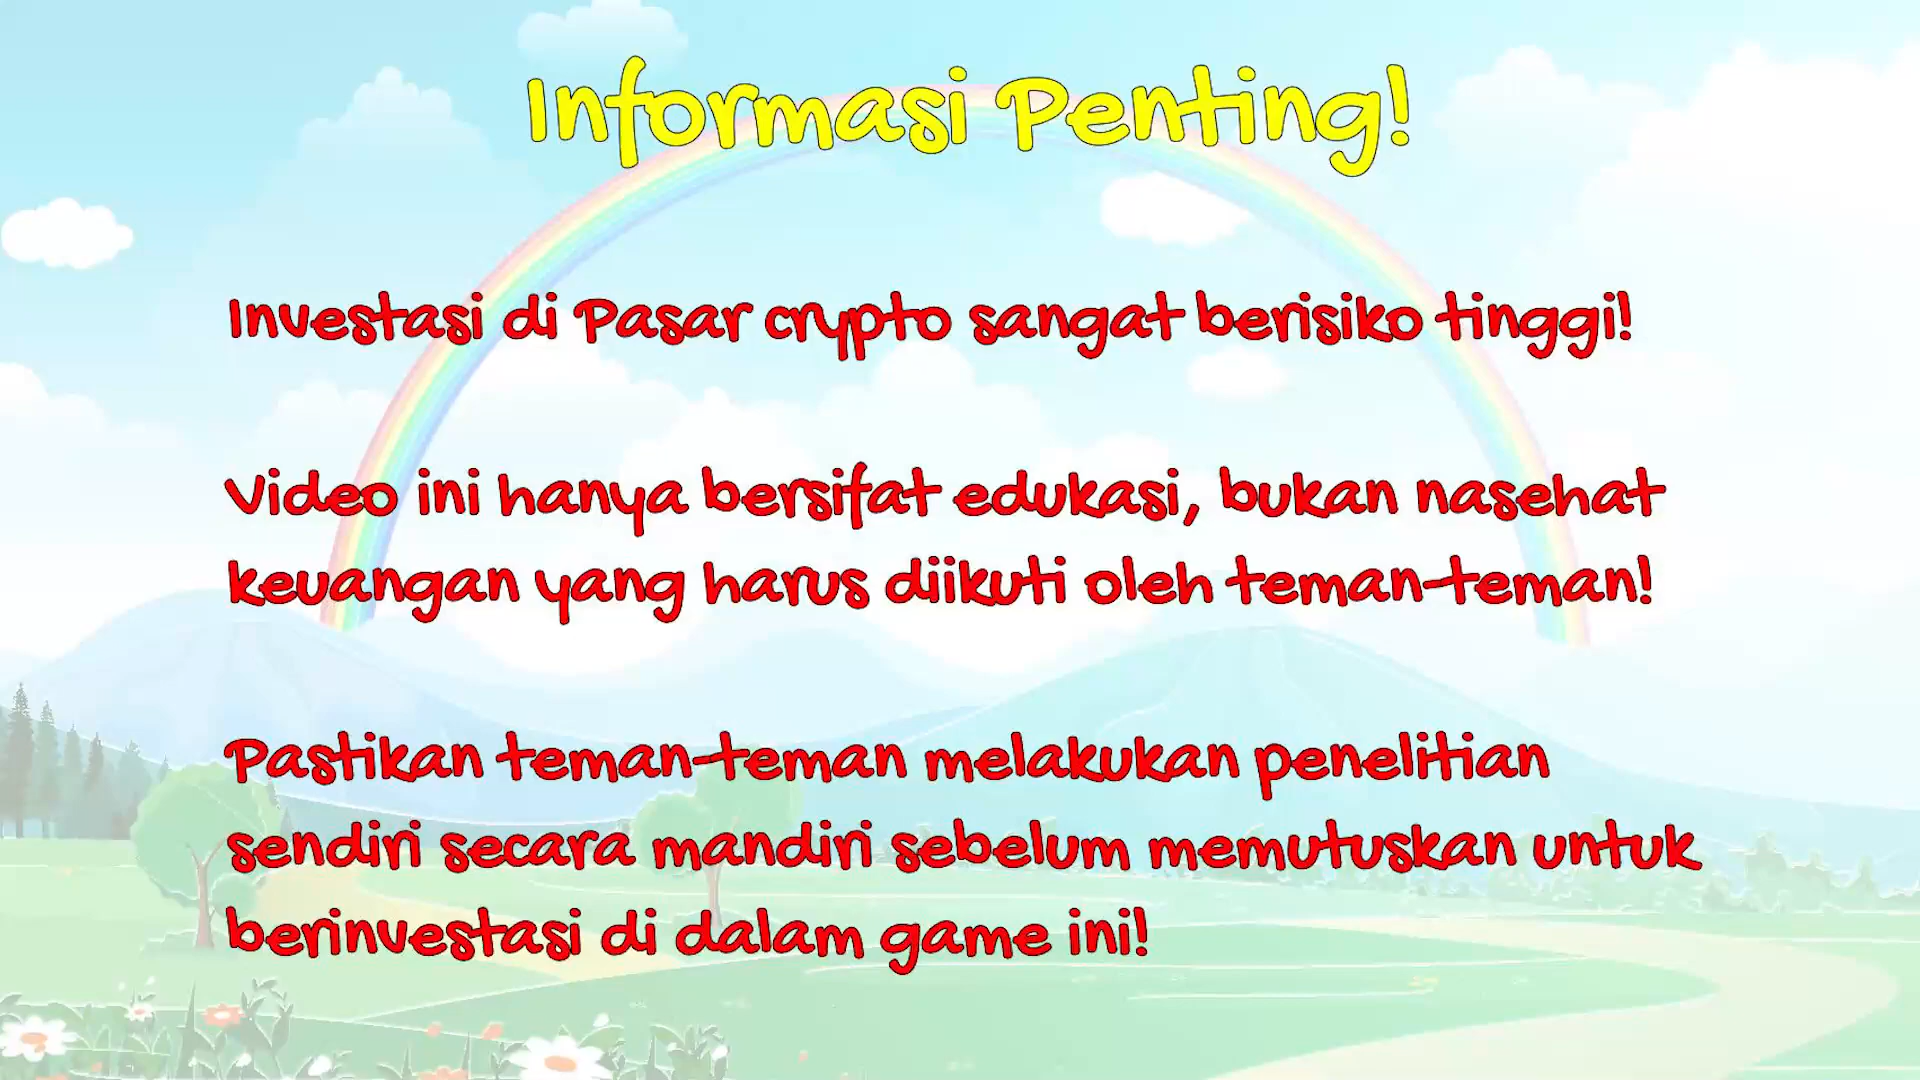 Informasi Penting!
Investasi di Pasar crypto sangat berisiko tinggi!
Video ini hanya bersifat edukasi, bukan nasehat
keuangan yang harus diikuti oleh teman-teman!
Pastikan teman-teman melakukan penelitian
sendiri secara mandiri sebelum memutuskan untuk
berinvestasi di dalam game ini!